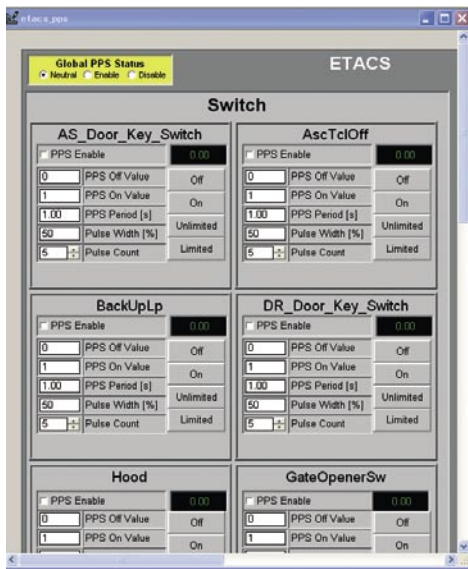 etacs_pps
Global PPS Status
Neutral Enable Disable
ETACS
Switch
AS_Door_Key_Switch
PPS Enable 0.00
0 PPS Off Value Off
1 PPS On Value On
1.00 PPS Period [s]
50 Pulse Width [%] Unlimited
5 Pulse Count Limited
AscTclOff
PPS Enable 0.00
0 PPS Off Value Off
1 PPS On Value On
1.00 PPS Period [s]
50 Pulse Width [%] Unlimited
5 Pulse Count Limited
BackUpLp
PPS Enable 0.00
0 PPS Off Value Off
1 PPS On Value On
1.00 PPS Period [s]
50 Pulse Width [%] Unlimited
5 Pulse Count Limited
DR_Door_Key_Switch
PPS Enable 0.00
0 PPS Off Value Off
1 PPS On Value On
1.00 PPS Period [s]
50 Pulse Width [%] Unlimited
5 Pulse Count Limited
Hood
PPS Enable 0.00
0 PPS Off Value Off
1 PPS On Value On
GateOpenerSw
PPS Enable 0.00
0 PPS Off Value Off
1 PPS On Value On